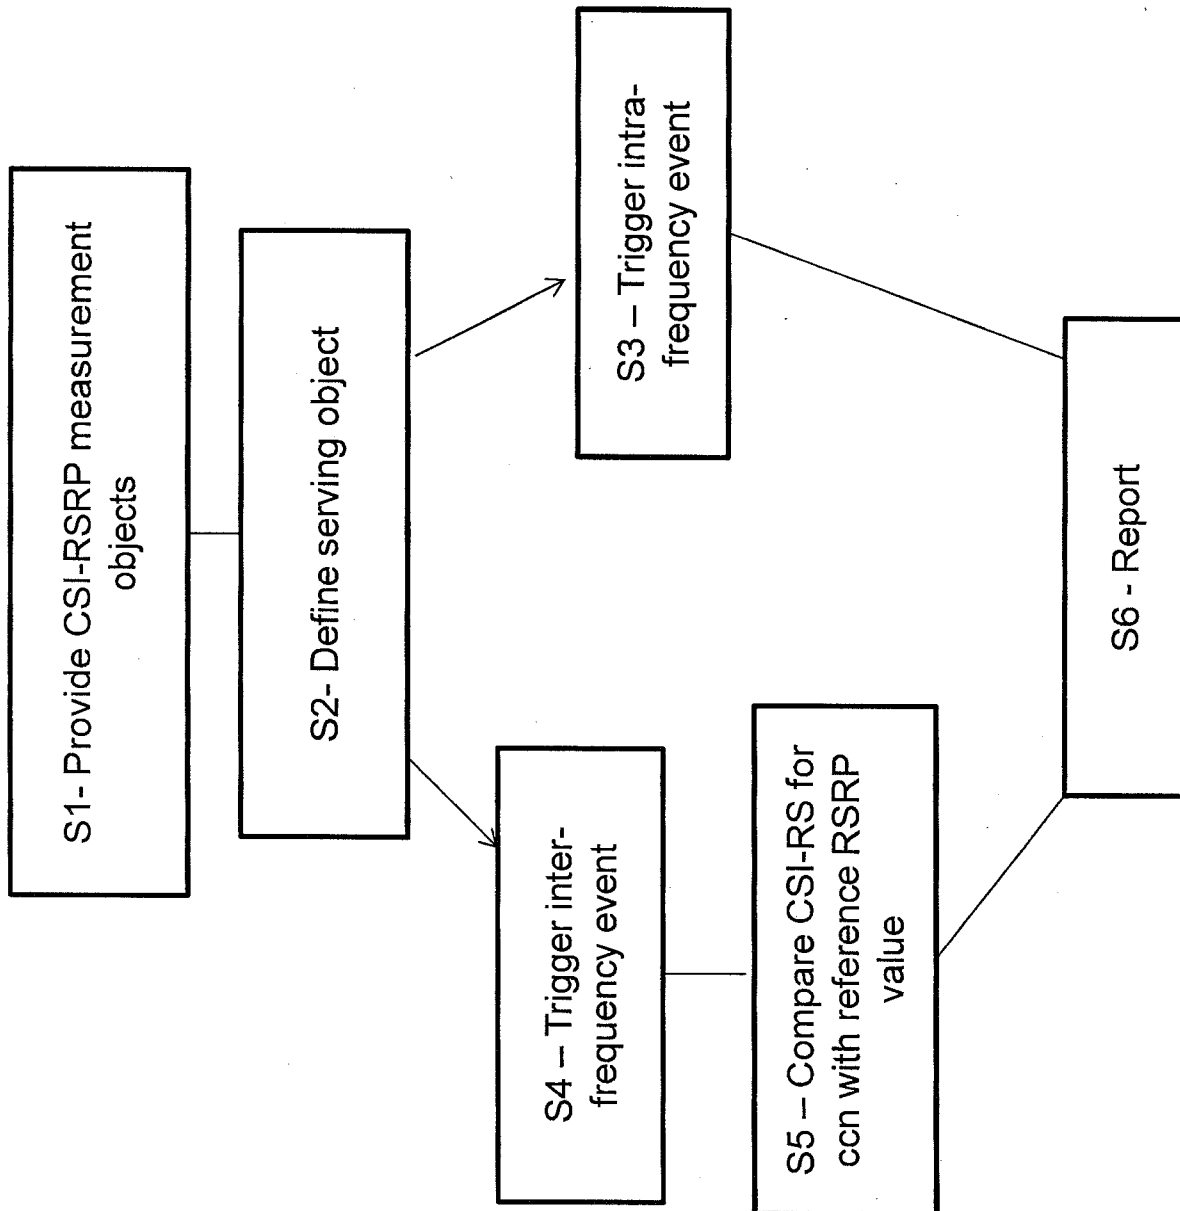 S1- Provide CSI-RSRP measurement
objects
S2- Define serving object
S3 – Trigger intra-
frequency event
S4 – Trigger inter-
frequency event
S5 – Compare CSI-RS for
ccn with reference RSRP
value
S6 - Report